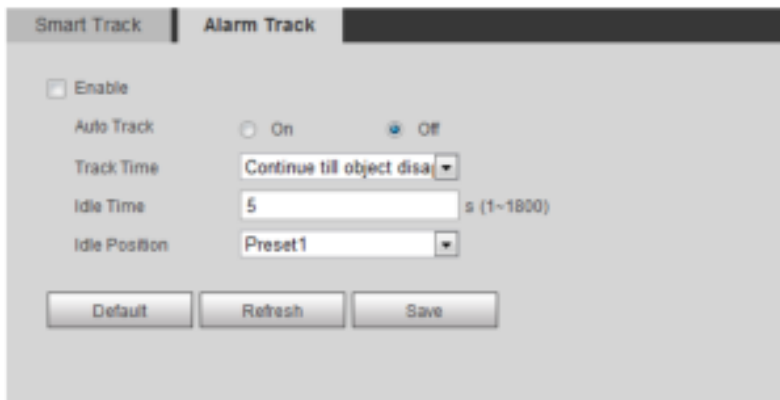 Smart Track Alarm Track
Enable
Auto Track On Off
Track Time Continue till object disa
Idle Time 5 s (1~1800)
Idle Position Preset1
Default Refresh Save